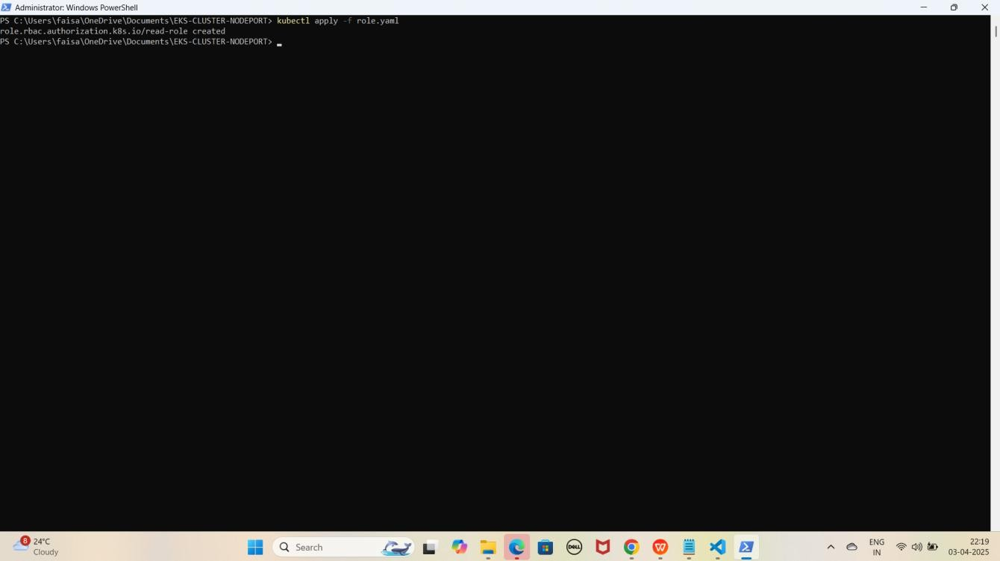 Administrator: Windows PowerShell
PS C:\Users\faisa\OneDrive\Documents\EKS-CLUSTER-NODEPORT> kubectl apply -f role.yaml
role.rbac.authorization.k8s.io/read-role created
PS C:\Users\faisa\OneDrive\Documents\EKS-CLUSTER-NODEPORT>
8
24°C
Cloudy
Search
DELL
W
ENG
IN
22:19
03-04-2025